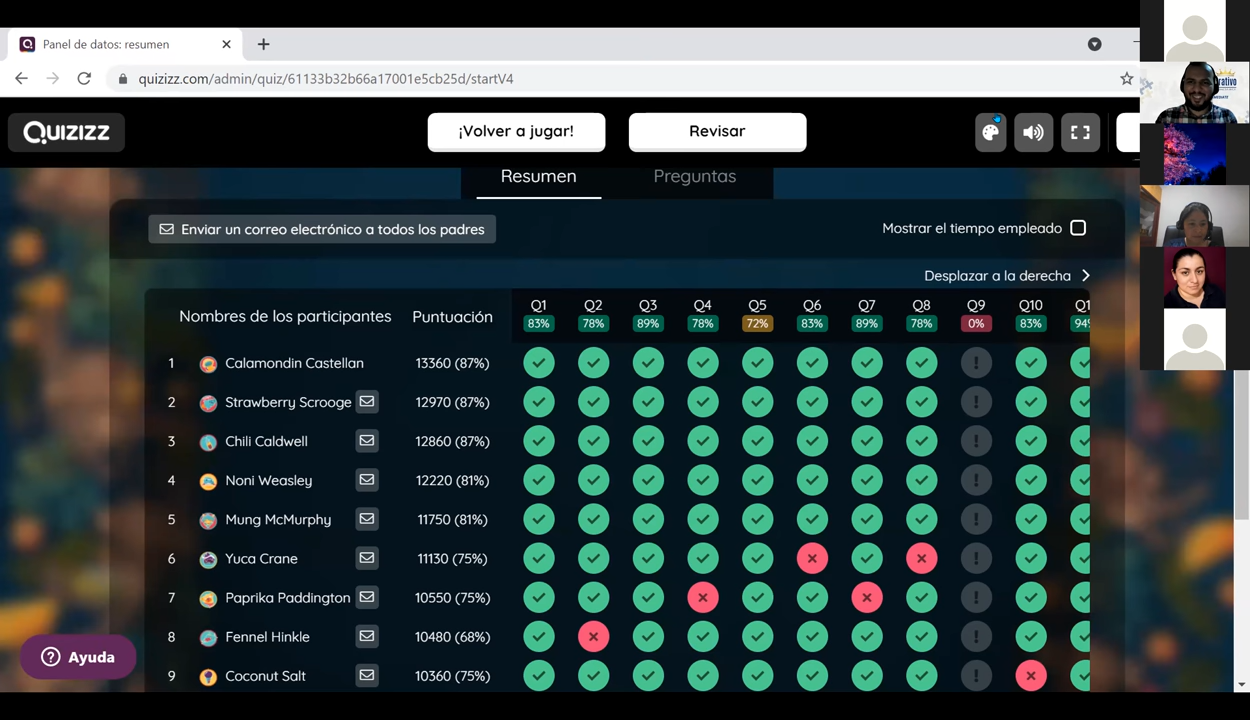 Panel de datos: resumen
quizizz.com/admin/quiz/61133b32b66a17001e5cb25d/startV4
QUIZIZZ
¡Volver a jugar!
Revisar
Resumen
Preguntas
Enviar un correo electrónico a todos los padres
Mostrar el tiempo empleado
Desplazar a la derecha
Nombres de los participantes Puntuación Q1 Q2 Q3 Q4 Q5 Q6 Q7 Q8 Q9 Q10 Q1
83% 78% 89% 78% 72% 83% 89% 78% 0% 83% 94%
1 Calamondin Castellan 13360 (87%)
2 Strawberry Scrooge 12970 (87%)
3 Chili Caldwell 12860 (87%)
4 Noni Weasley 12220 (81%)
5 Mung McMurphy 11750 (81%)
6 Yuca Crane 11130 (75%)
7 Paprika Paddington 10550 (75%)
8 Fennel Hinkle 10480 (68%)
9 Coconut Salt 10360 (75%)
Ayuda